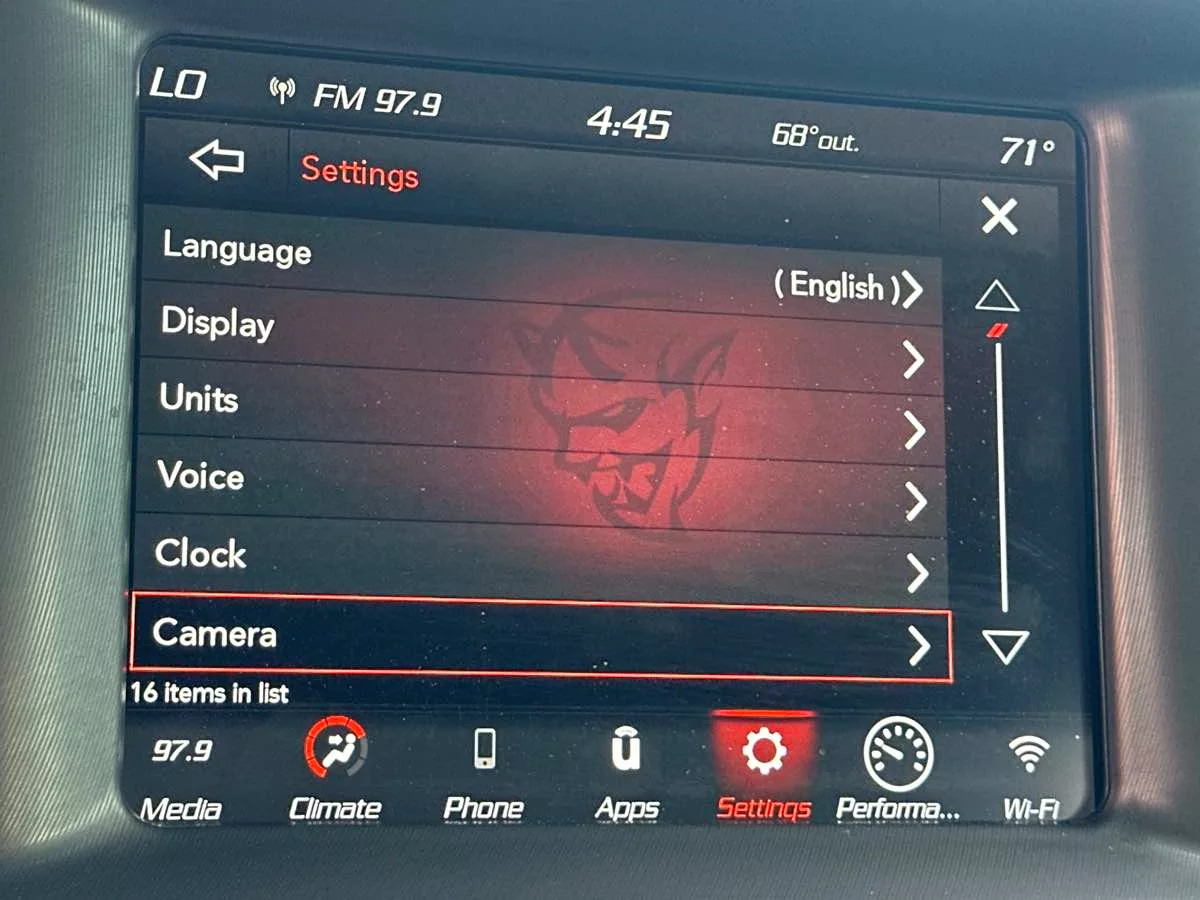 LO FM 97.9 4:45 68°out. 71°
Settings
Language (English)
Display
Units
Voice
Clock
Camera
16 items in list
97.9
Media Climate Phone Apps Settings Performa... Wi-Fi